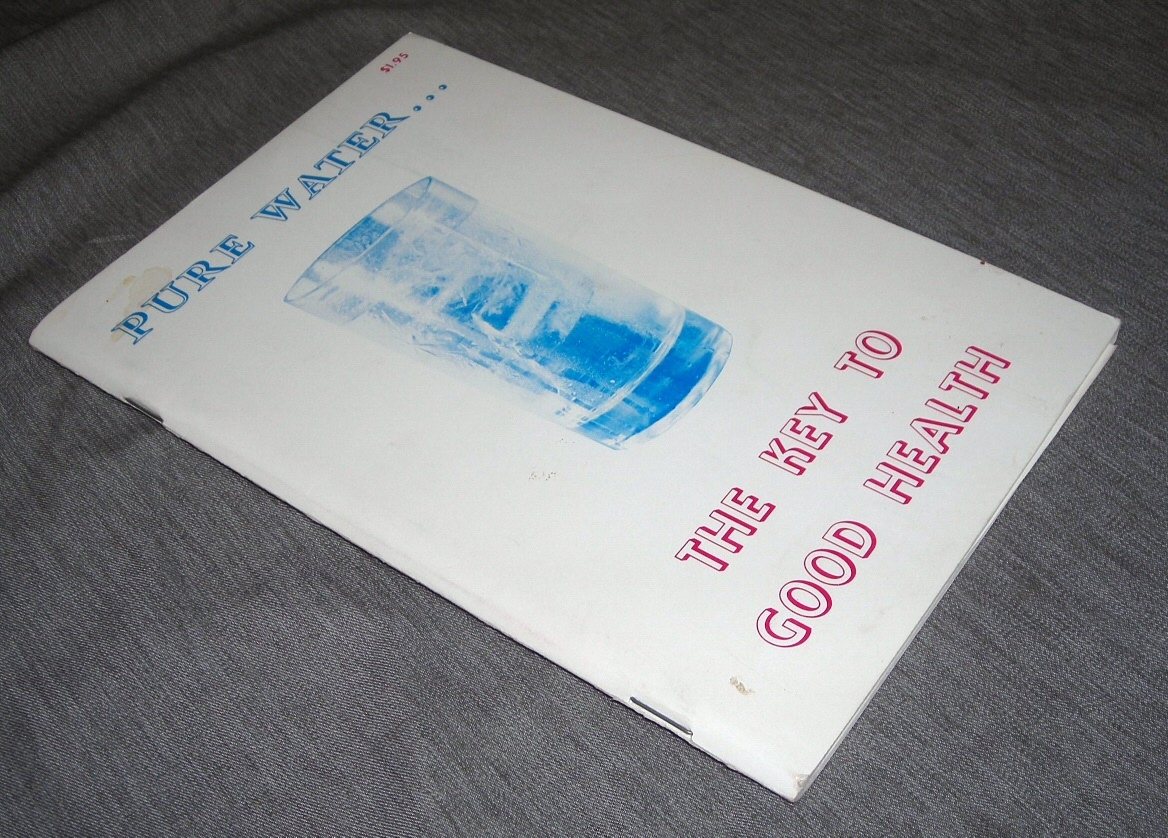 $1.95
PURE WATER...
THE KEY TO
GOOD HEALTH